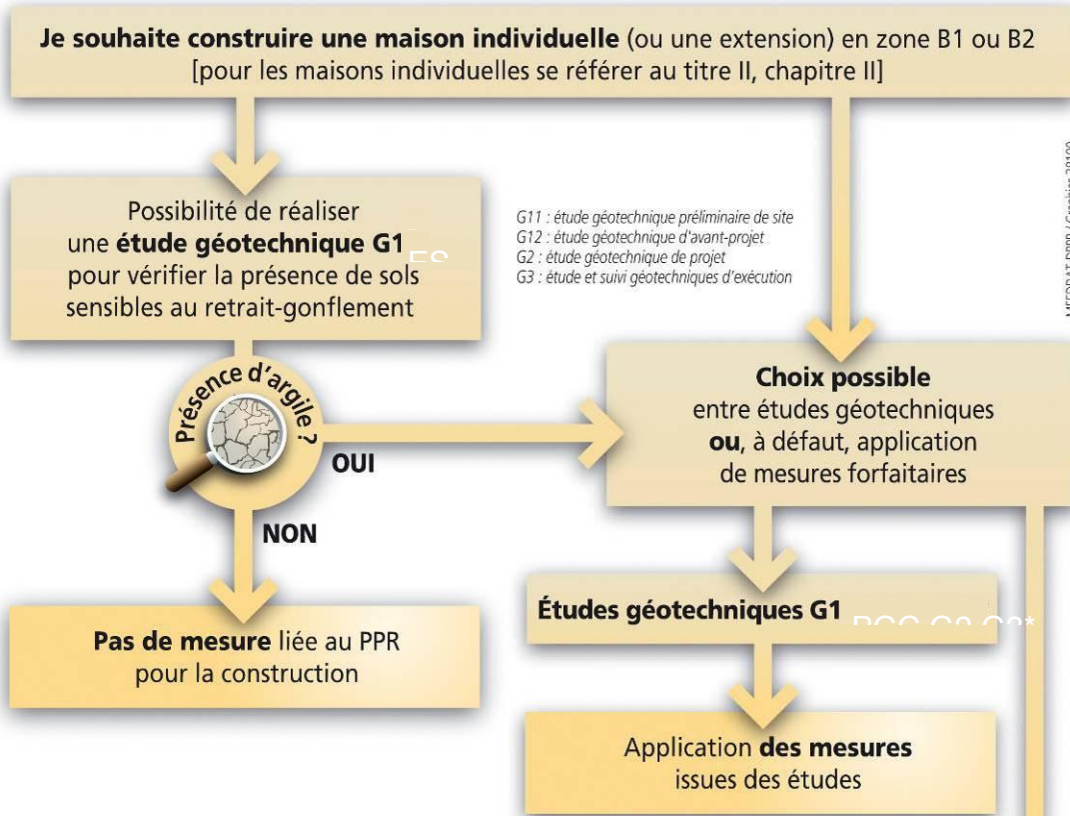 Je souhaite construire une maison individuelle (ou une extension) en zone B1 ou B2
[pour les maisons individuelles se référer au titre II, chapitre II]
Possibilité de réaliser
une étude géotechnique G1
pour vérifier la présence de sols
sensibles au retrait-gonflement
G11 : étude géotechnique préliminaire de site
G12 : étude géotechnique d'avant-projet
G2 : étude géotechnique de projet
G3 : étude et suivi géotechniques d'exécution
Présence d'argile ?
OUI
NON
Choix possible
entre études géotechniques
ou, à défaut, application
de mesures forfaitaires
Pas de mesure liée au PPR
pour la construction
Études géotechniques G1
Application des mesures
issues des études